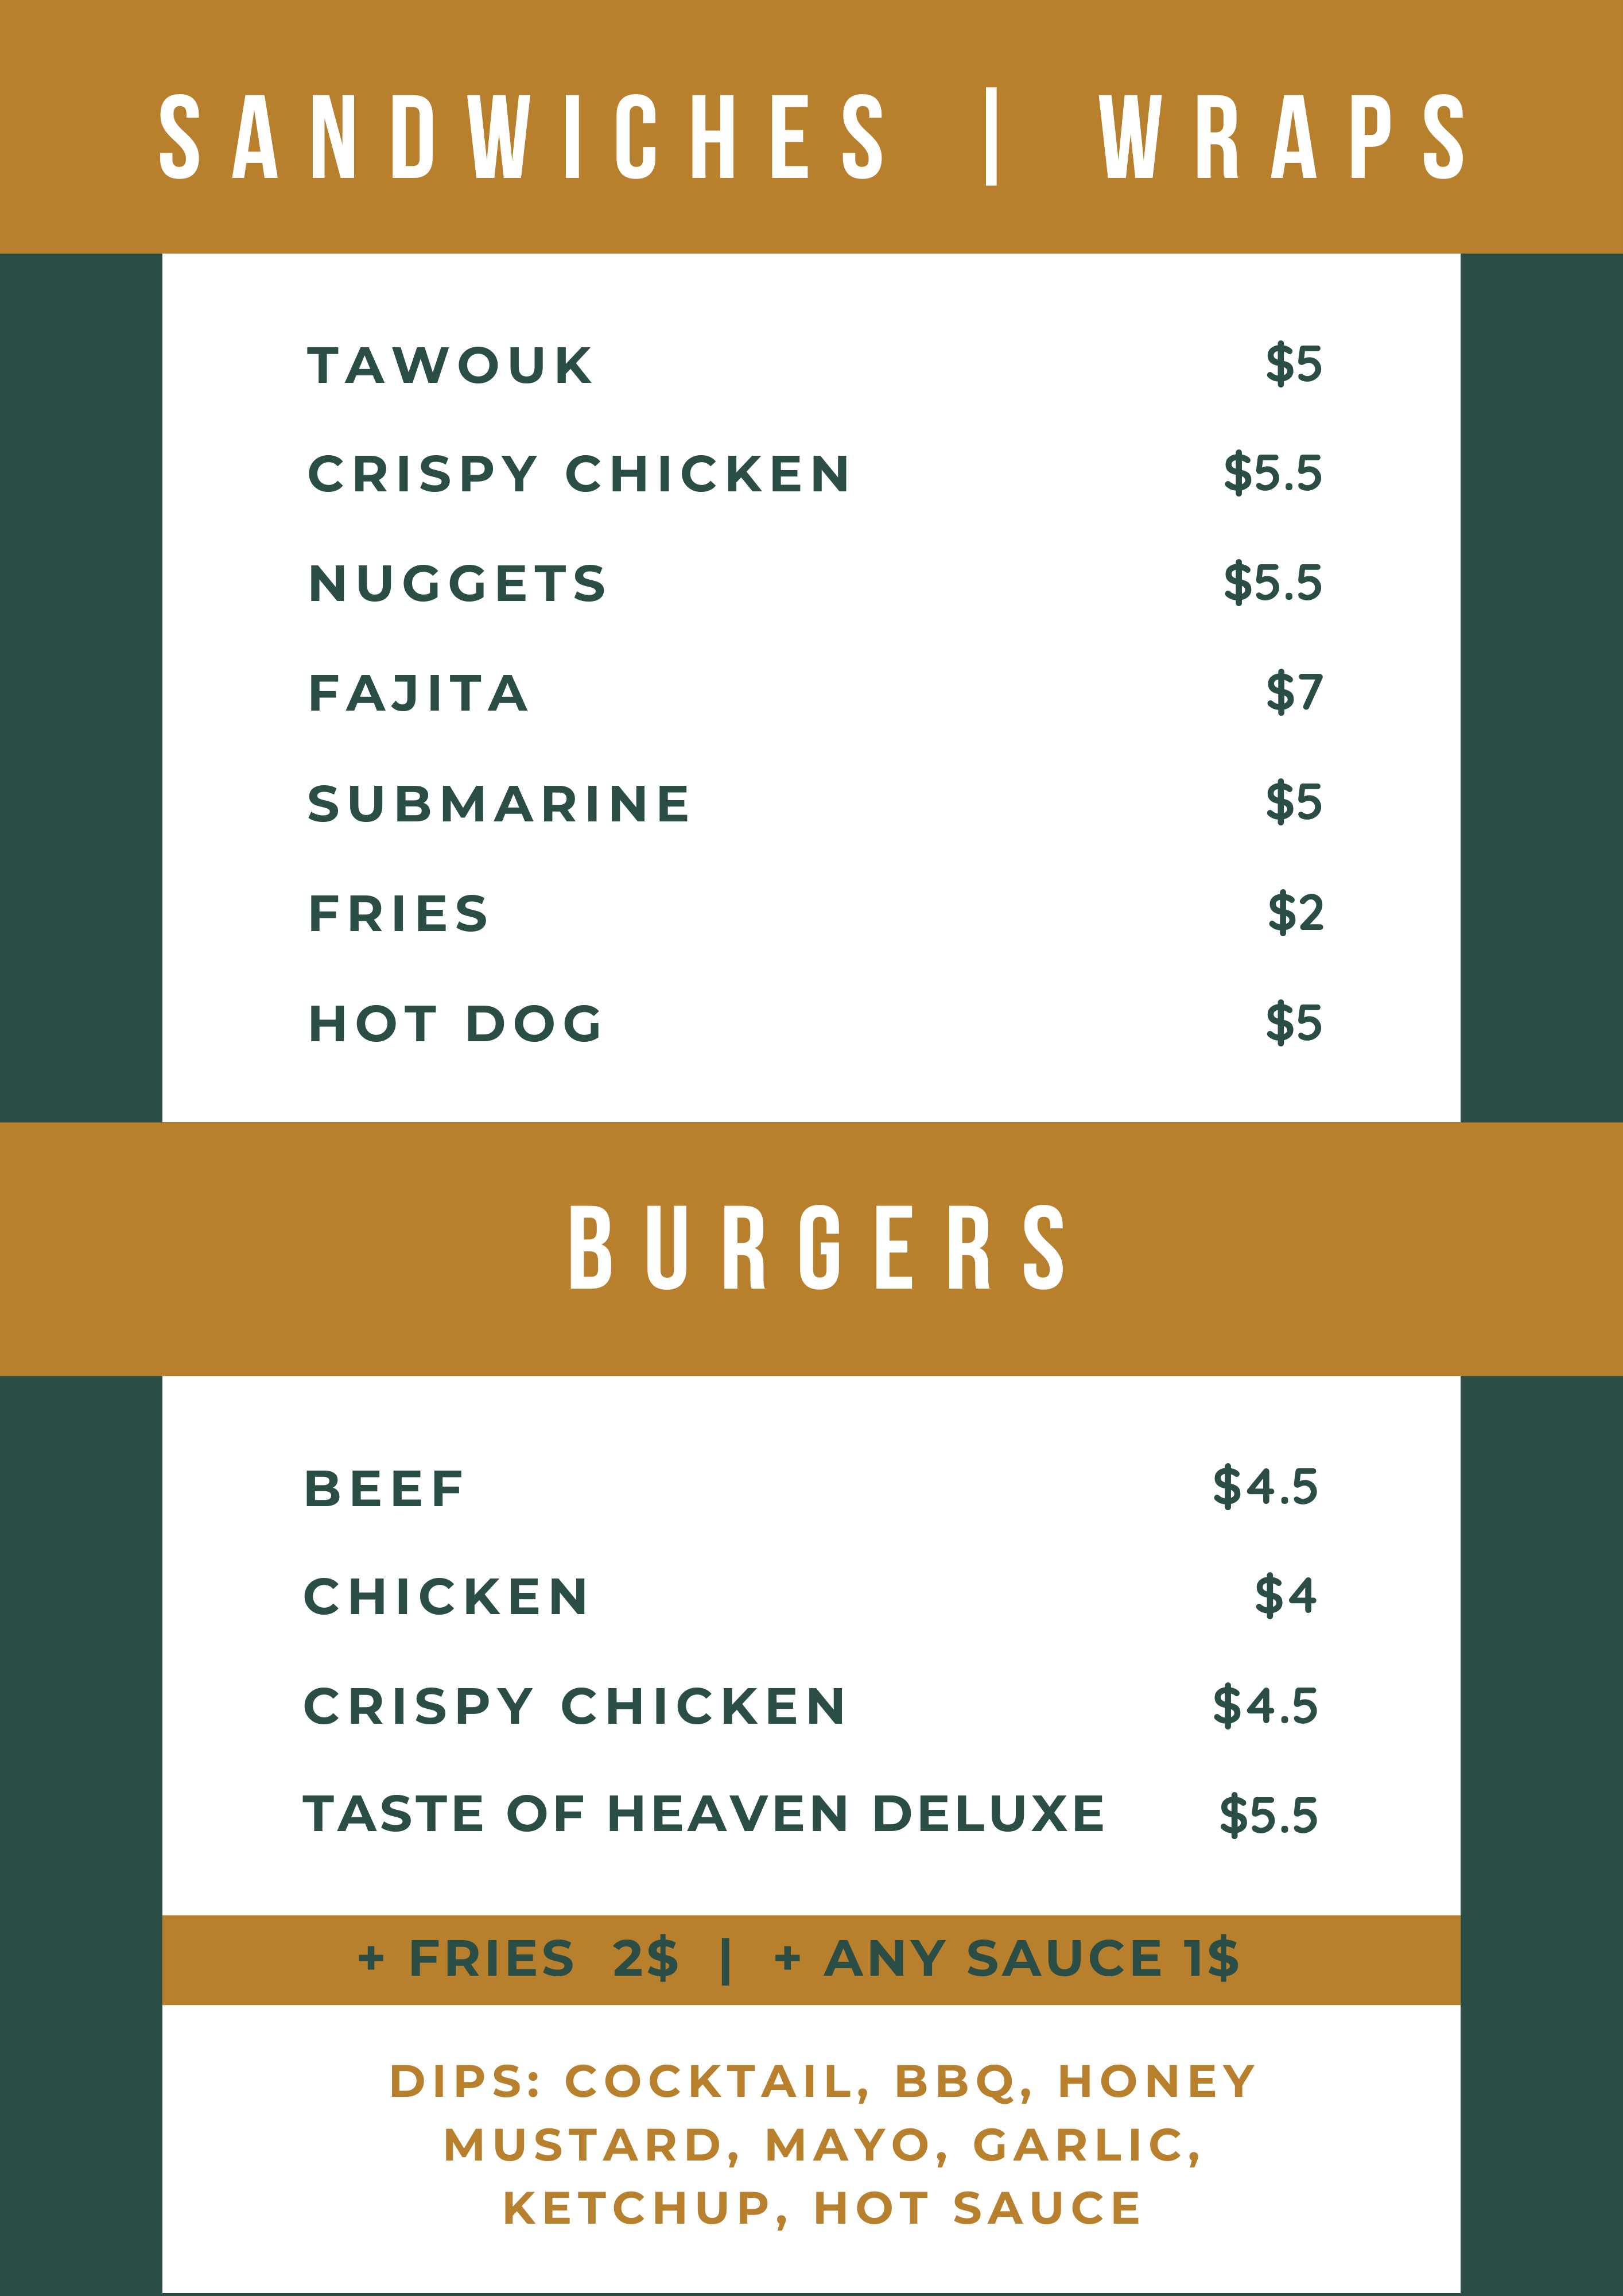 SANDWICHES | WRAPS
TAWOUK $5
CRISPY CHICKEN $5.5
NUGGETS $5.5
FAJITA $7
SUBMARINE $5
FRIES $2
HOT DOG $5
BURGERS
BEEF $4.5
CHICKEN $4
CRISPY CHICKEN $4.5
TASTE OF HEAVEN DELUXE $5.5
+ FRIES 2$ | + ANY SAUCE 1$
DIPS: COCKTAIL, BBQ, HONEY
MUSTARD, MAYO, GARLIC,
KETCHUP, HOT SAUCE